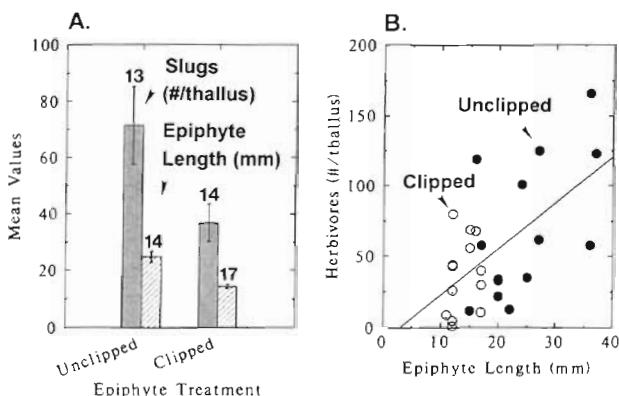 A.
100
80
60
40
20
0
Mean Values
13
Slugs
(#/thallus)
Epiphyte
Length (mm)
14
14
17
Unclipped
Clipped
Epiphyte Treatment
B.
200
150
100
50
0
Herbivores (#/thallus)
Unclipped
Clipped
0 10 20 30 40
Epiphyte Length (mm)